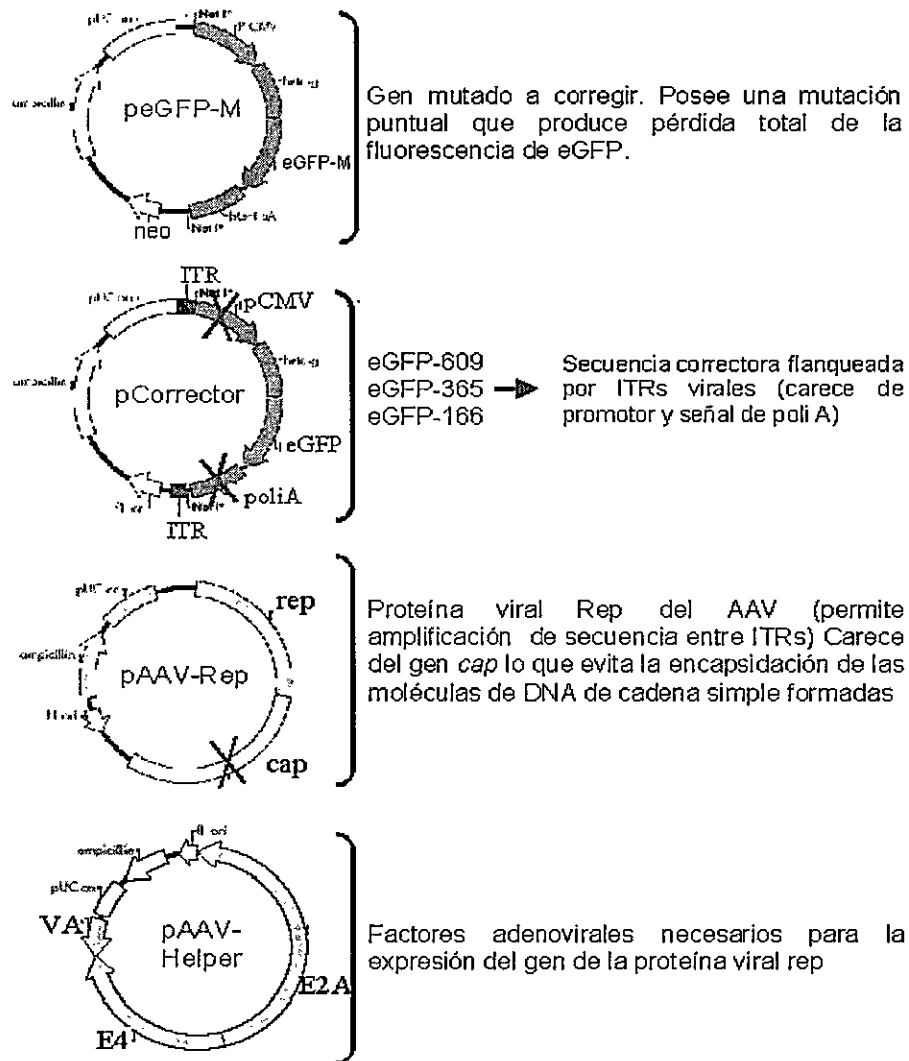 pUC ori
P CMV
peGFP-M
eGFP-M
neo
Gen mutado a corregir. Posee una mutación
puntual que produce pérdida total de la
fluorescencia de eGFP.
ITR
pCMV
pCorrector
eGFP
poliA
ITR
eGFP-609
eGFP-365
eGFP-166
Secuencia correctora flanqueada
por ITRs virales (carece de
promotor y señal de poli A)
rep
ampicillin
pAAV-Rep
cap
Proteína viral Rep del AAV (permite
amplificación de secuencia entre ITRs) Carece
del gen cap lo que evita la encapsidación de las
moléculas de DNA de cadena simple formadas
fl ori
ampicillin
pUC ori
VA
pAAV-
Helper
E2A
E4
Factores adenovirales necesarios para la
expresión del gen de la proteína viral rep